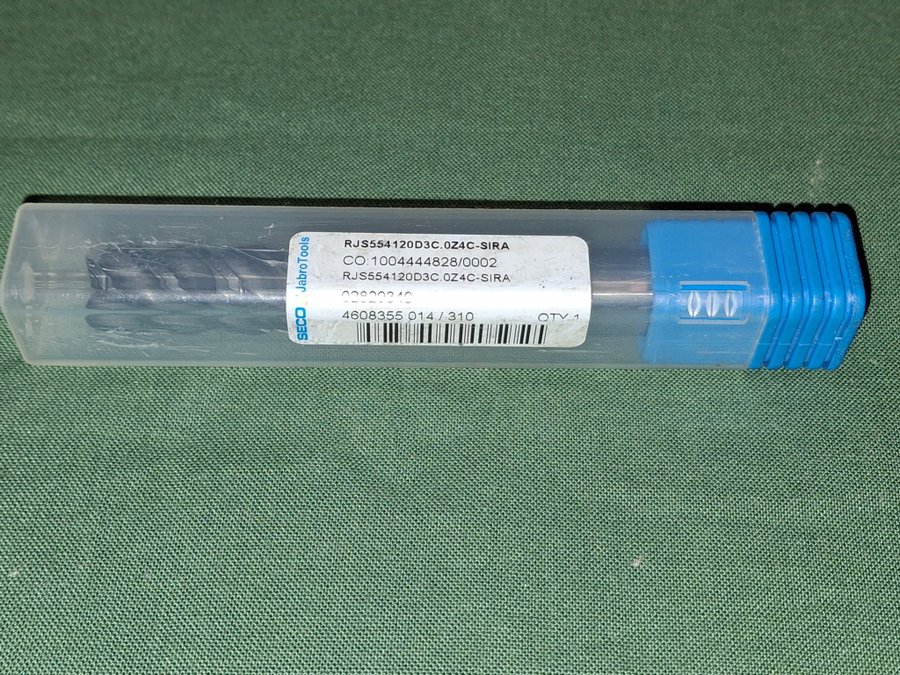 RJS554120D3C.0Z4C-SIRA
CO:1004444828/0002
RJS554120D3C.0Z4C-SIRA
4608355 014 / 310 QTY 1
SECO JabroTools